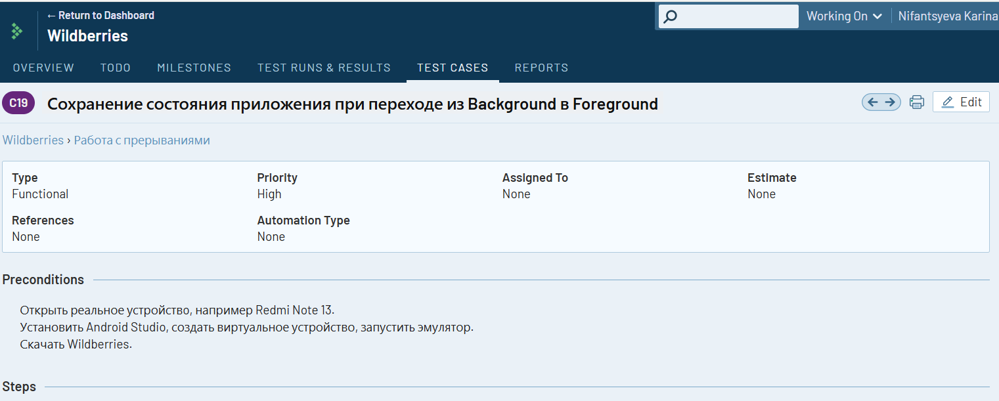 ← Return to Dashboard
Wildberries
Working On
Nifantsyeva Karina
OVERVIEW TODO MILESTONES TEST RUNS & RESULTS TEST CASES REPORTS
C19 Сохранение состояния приложения при переходе из Background в Foreground
Edit
Wildberries › Работа с прерываниями
Type Priority Assigned To Estimate
Functional High None None
References Automation Type
None None
Preconditions
Открыть реальное устройство, например Redmi Note 13.
Установить Android Studio, создать виртуальное устройство, запустить эмулятор.
Скачать Wildberries.
Steps